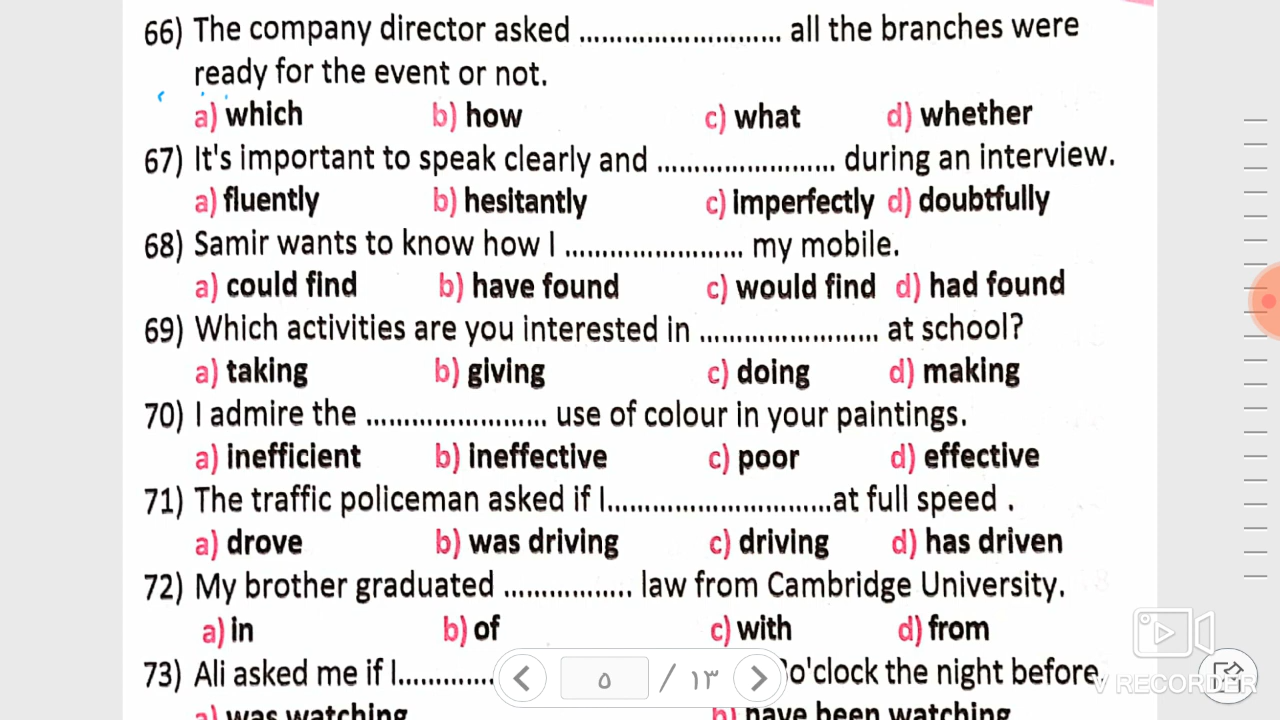 66) The company director asked ........................... all the branches were
ready for the event or not.
a) which b) how c) what d) whether
67) It's important to speak clearly and ........................ during an interview.
a) fluently b) hesitantly c) imperfectly d) doubtfully
68) Samir wants to know how I ........................ my mobile.
a) could find b) have found c) would find d) had found
69) Which activities are you interested in ........................ at school?
a) taking b) giving c) doing d) making
70) I admire the ........................ use of colour in your paintings.
a) inefficient b) ineffective c) poor d) effective
71) The traffic policeman asked if I..............................at full speed .
a) drove b) was driving c) driving d) has driven
72) My brother graduated ................. law from Cambridge University.
a) in b) of c) with d) from
73) Ali asked me if I............. o'clock the night before.
a) was watching b) have been watching
٥ / ١٣
V RECORDER